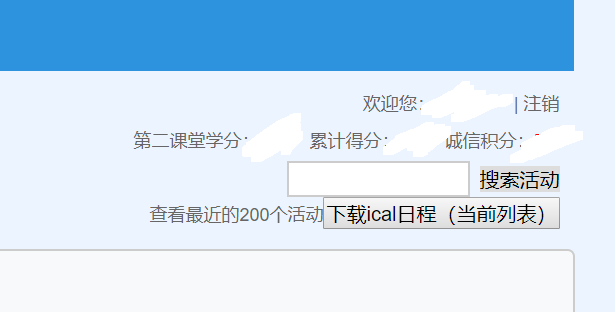 欢迎您: | 注销
第二课堂学分: 累计得分: 诚信积分:
搜索活动
查看最近的200个活动下载ical日程（当前列表）